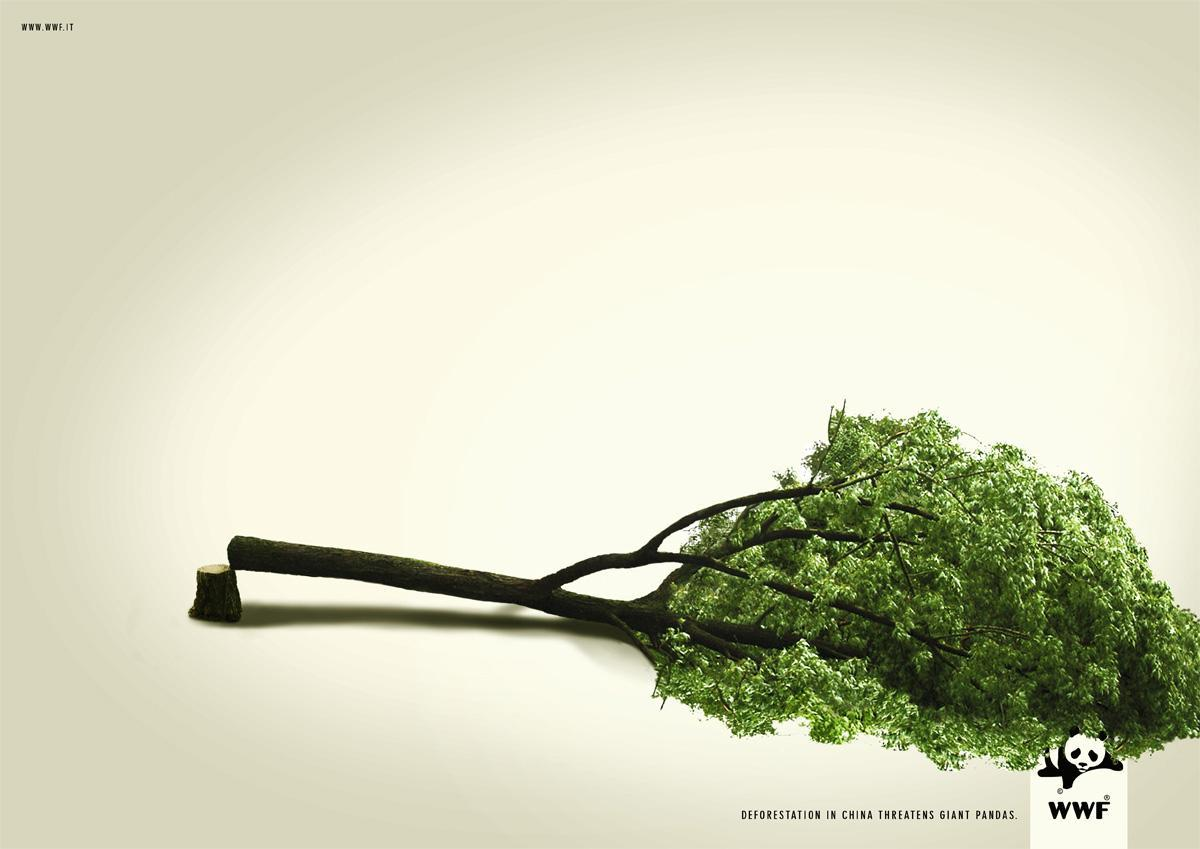 WWW.WWF.IT
DEFORESTATION IN CHINA THREATENS GIANT PANDAS.
© ®
WWF